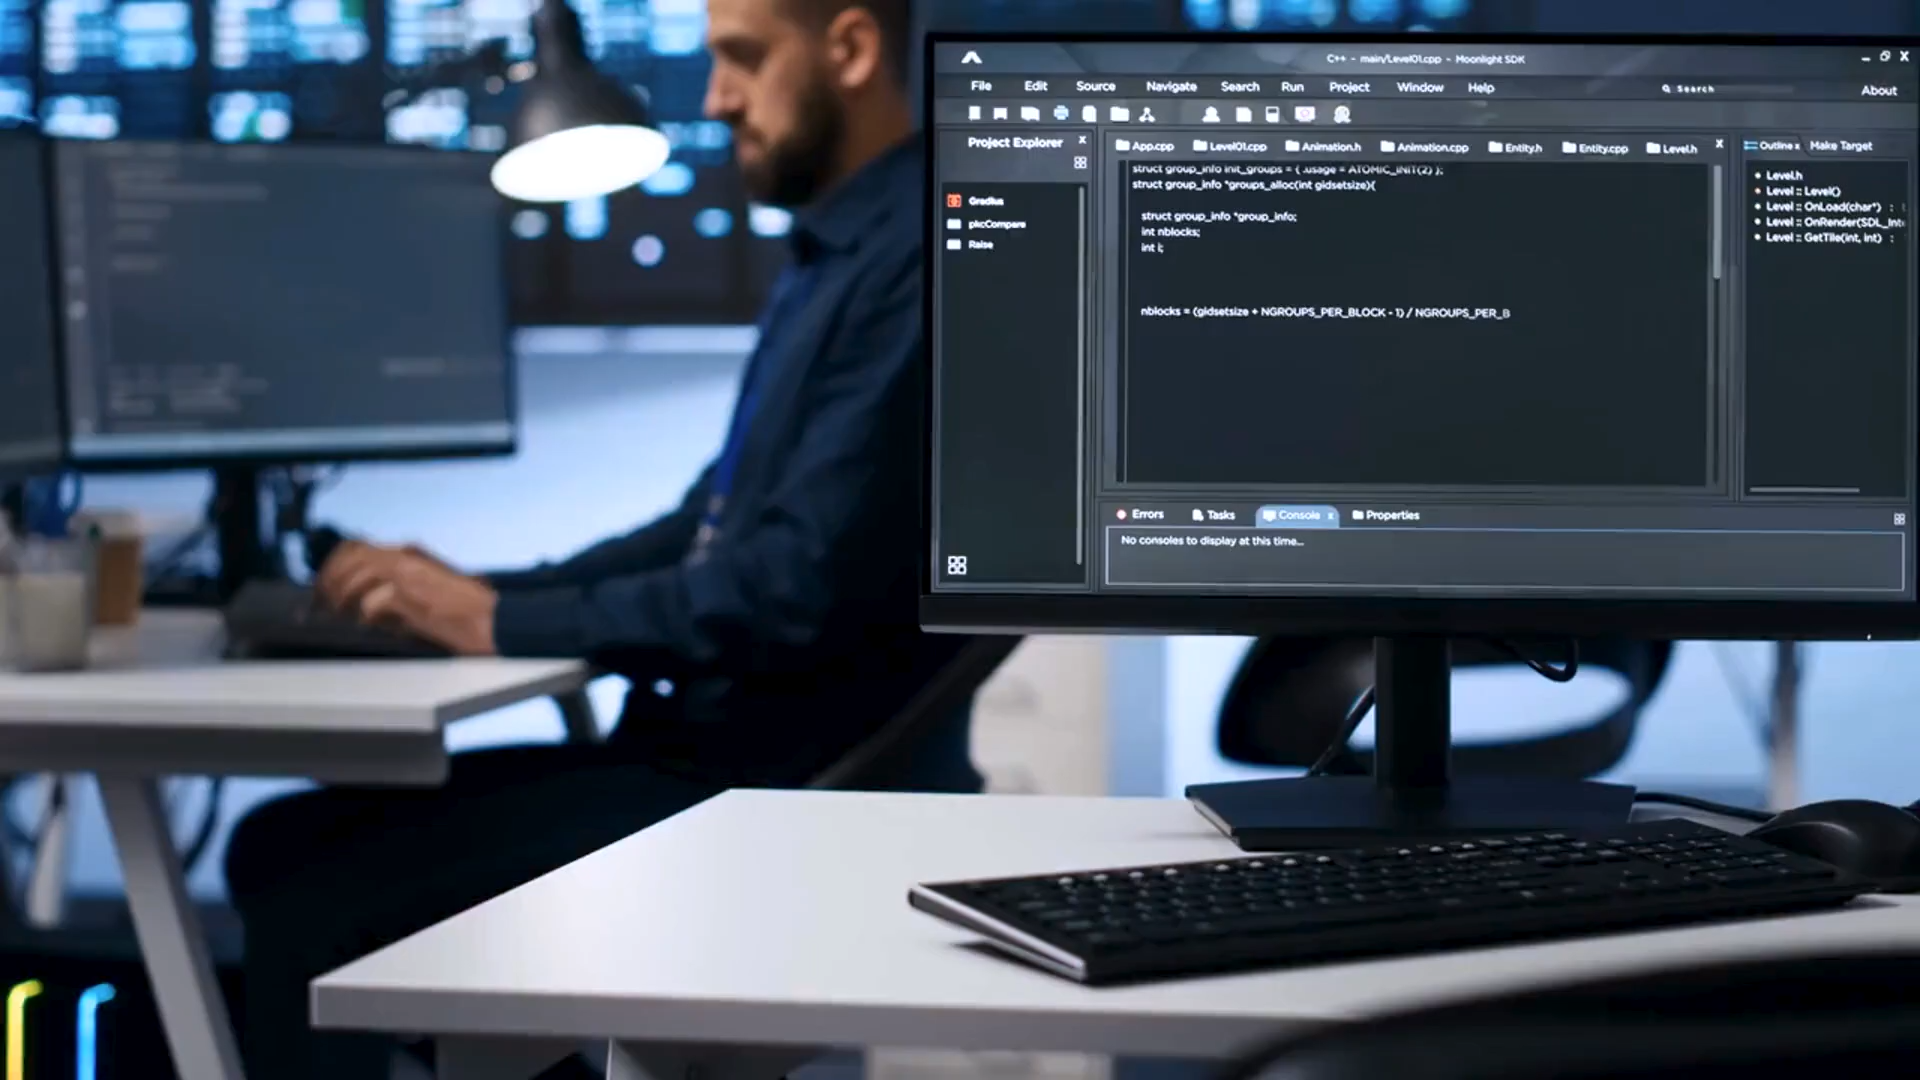 C++ - main/Level01.cpp - Moonlight SDK
File Edit Source Navigate Search Run Project Window Help Search About
Project Explorer x
Gradius
pkcCompare
Raise
App.cpp Level01.cpp Animation.h Animation.cpp Entity.h Entity.cpp Level.h x
struct group_info init_groups = { .usage = ATOMIC_INIT(2) };
struct group_info *groups_alloc(int gidsetsize){
struct group_info *group_info;
int nblocks;
int i;
nblocks = (gidsetsize + NGROUPS_PER_BLOCK - 1) / NGROUPS_PER_B
Outline x Make Target
Level.h
Level :: Level()
Level :: OnLoad(char*) :
Level :: OnRender(SDL_Int
Level :: GetTile(int, int) :
Errors Tasks Console x Properties
No consoles to display at this time...